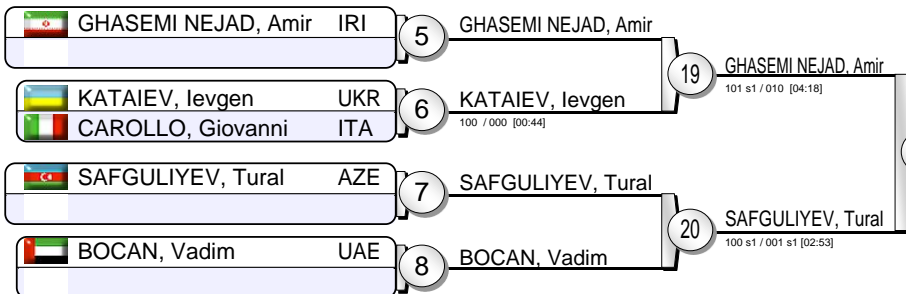 GHASEMI NEJAD, Amir IRI
5
GHASEMI NEJAD, Amir
KATAIEV, Ievgen UKR
CAROLLO, Giovanni ITA
6
KATAIEV, Ievgen
100 / 000 [00:44]
19
GHASEMI NEJAD, Amir
101 s1 / 010 [04:18]
SAFGULIYEV, Tural AZE
7
SAFGULIYEV, Tural
BOCAN, Vadim UAE
8
BOCAN, Vadim
20
SAFGULIYEV, Tural
100 s1 / 001 s1 [02:53]